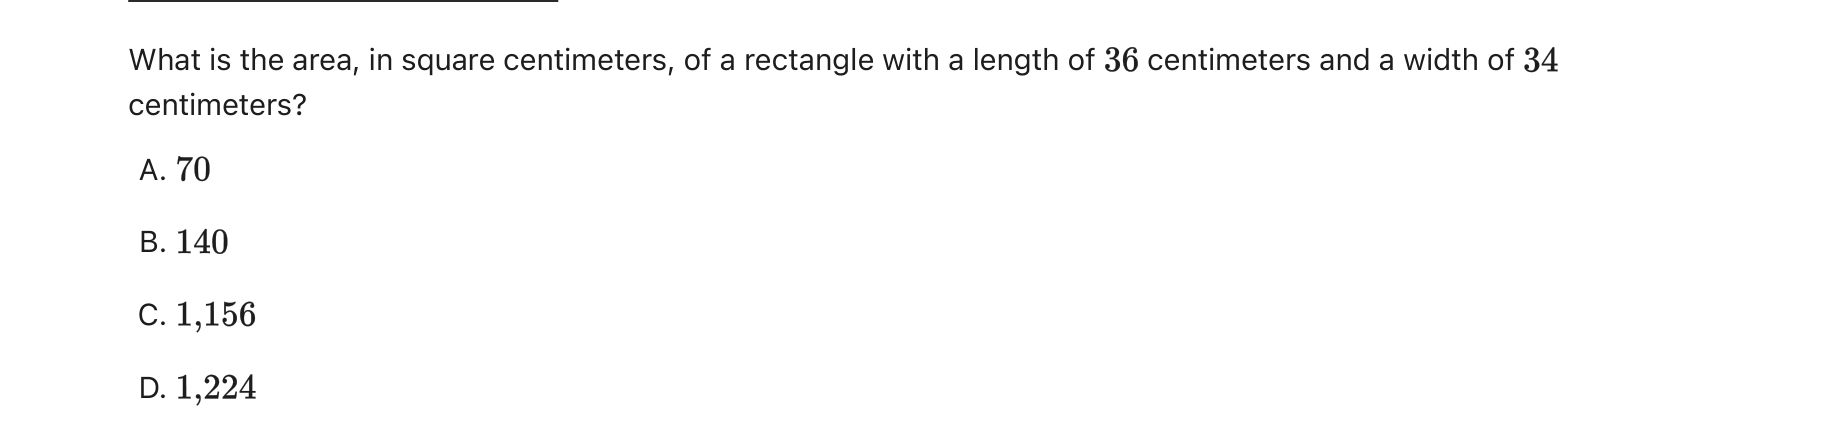 What is the area, in square centimeters, of a rectangle with a length of 36 centimeters and a width of 34
centimeters?
A. 70
B. 140
C. 1,156
D. 1,224